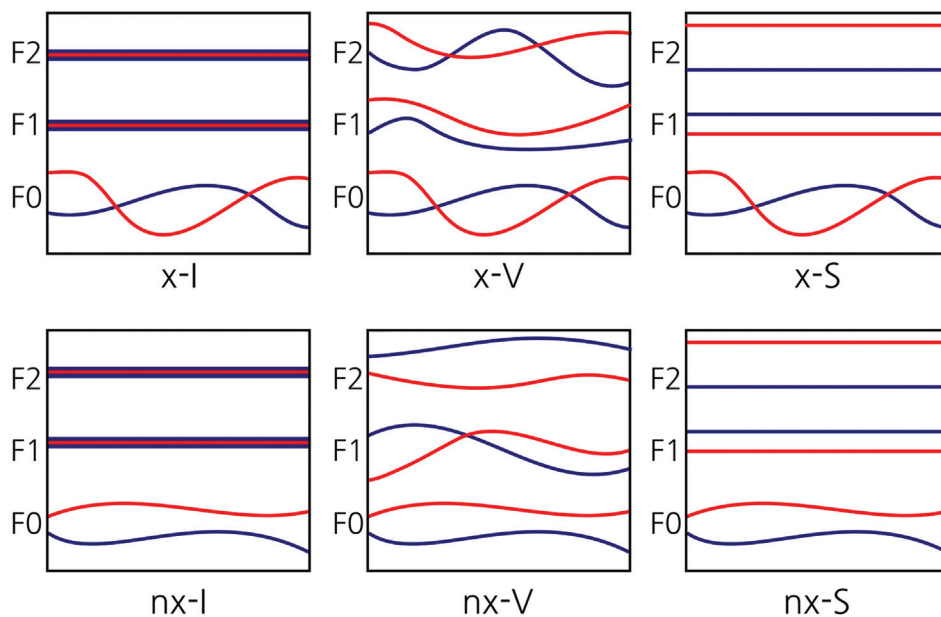 F2 F2 F2
F1 F1 F1
F0 F0 F0
x-I x-V x-S
F2 F2 F2
F1 F1 F1
F0 F0 F0
nx-I nx-V nx-S